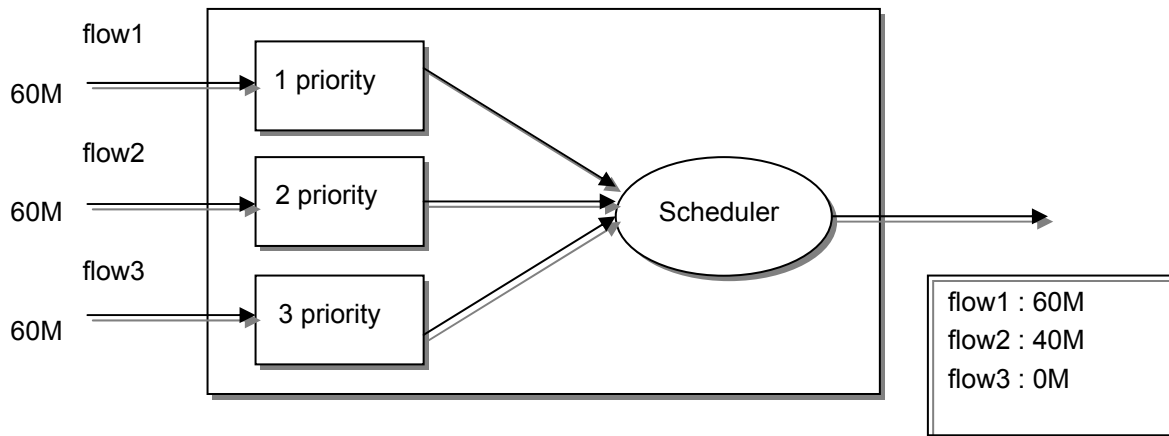 flow1
60M
1 priority
flow2
60M
2 priority
Scheduler
flow3
60M
3 priority
flow1 : 60M
flow2 : 40M
flow3 : 0M